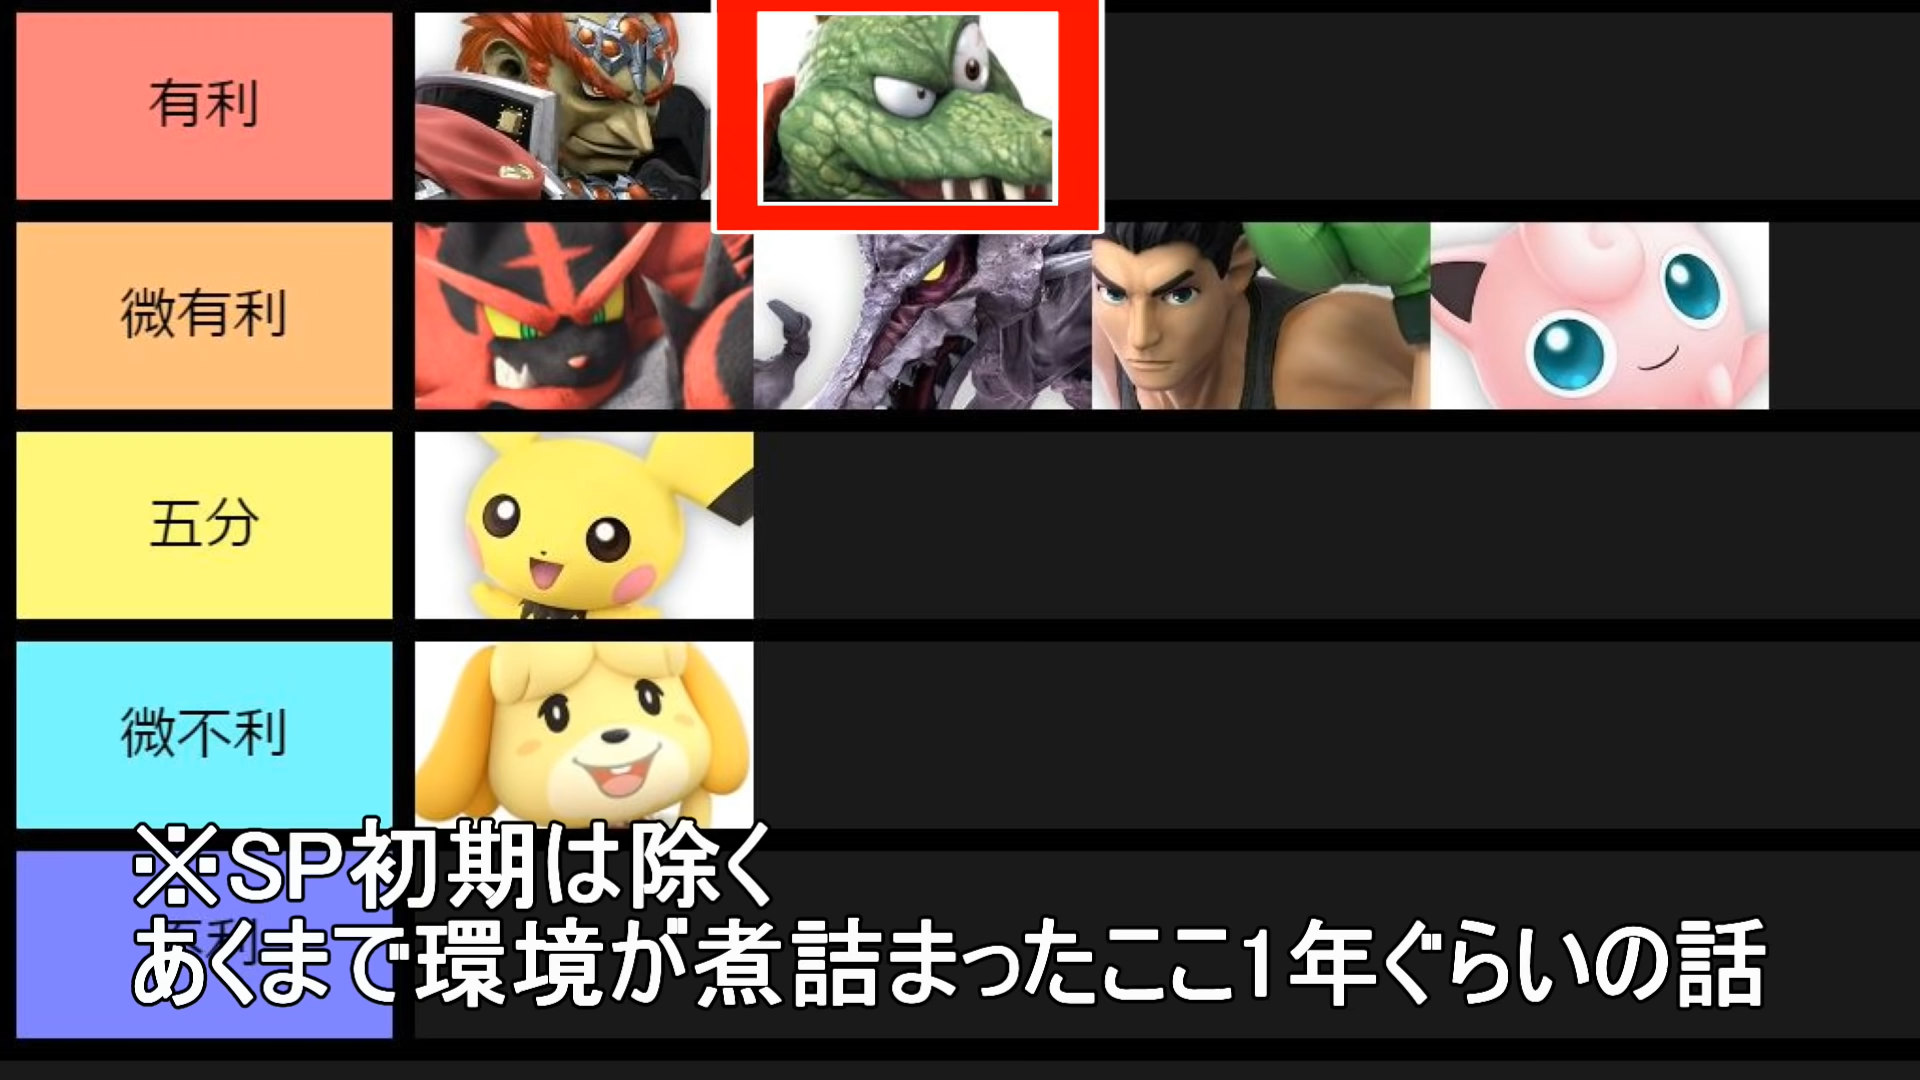 有利
微有利
五分
微不利
不利
※SP初期は除く
あくまで環境が煮詰まったここ1年ぐらいの話